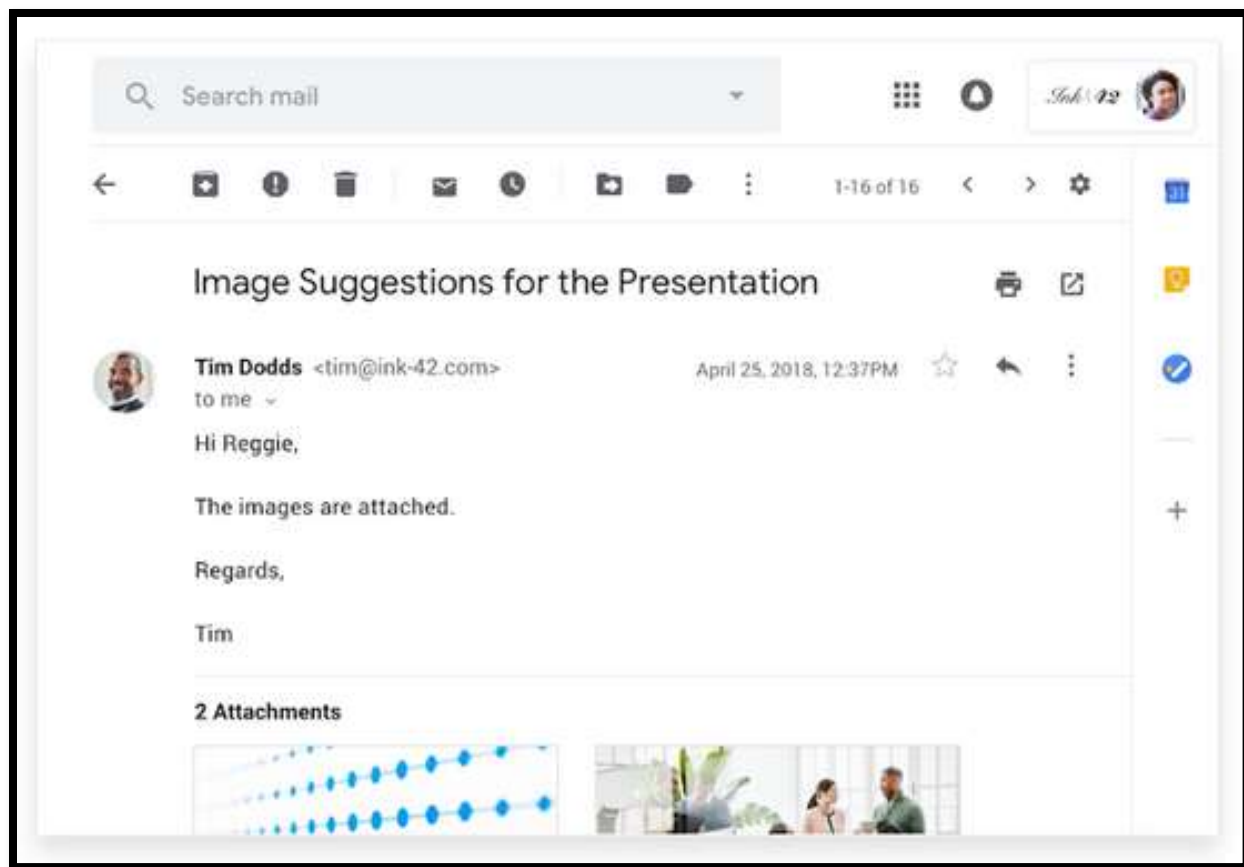 Search mail
Ink 42
1-16 of 16
31
Image Suggestions for the Presentation
Tim Dodds <tim@ink-42.com>
April 25, 2018, 12:37PM
to me
Hi Reggie,
The images are attached.
Regards,
Tim
2 Attachments